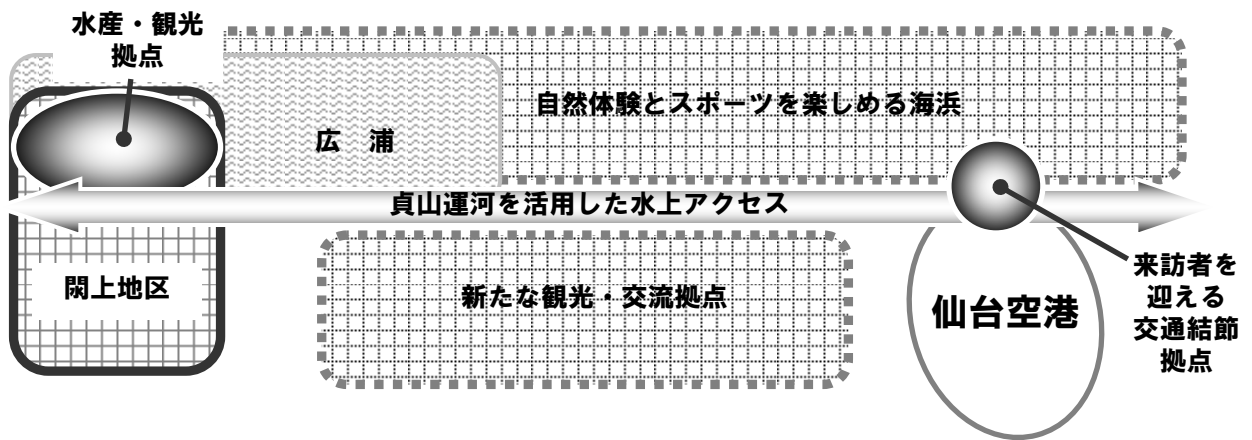 水産・観光
拠点
自然体験とスポーツを楽しめる海浜
広　浦
貞山運河を活用した水上アクセス
閖上地区
新たな観光・交流拠点
仙台空港
来訪者を
迎える
交通結節
拠点